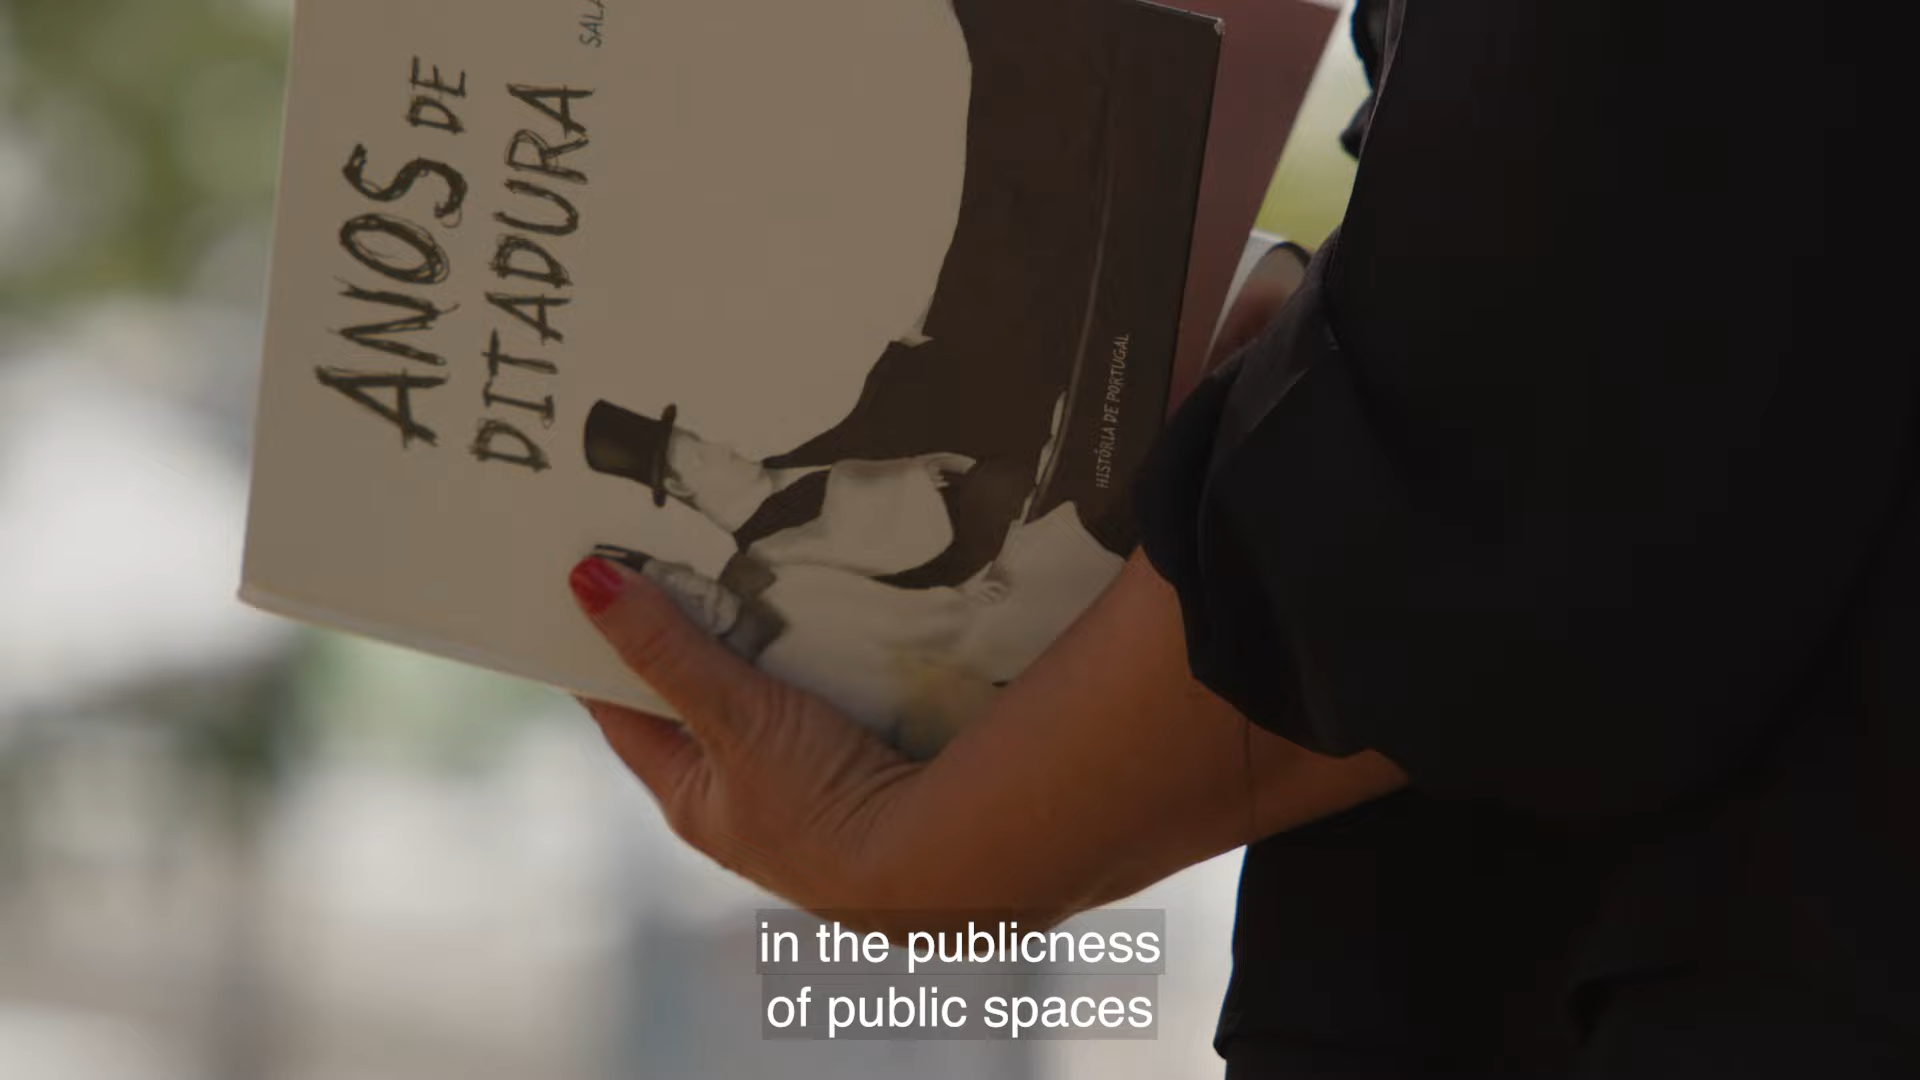 ANOS DE
DITADURA
HISTÓRIA DE PORTUGAL
in the publicness
of public spaces